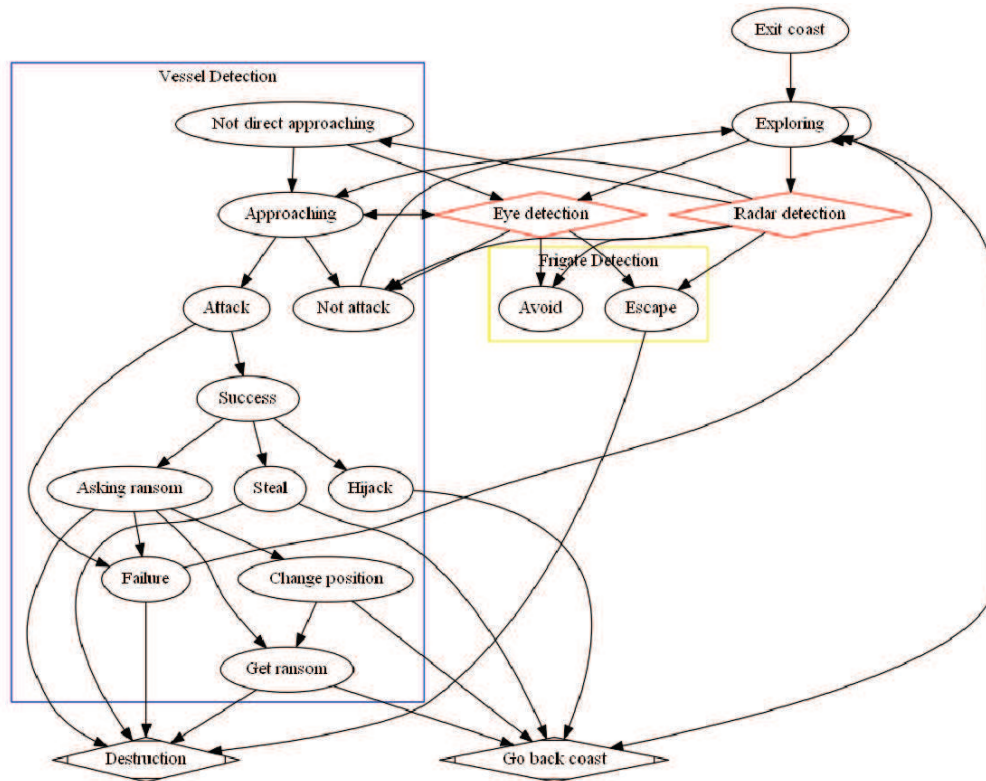 Exit coast
Vessel Detection
Not direct approaching
Exploring
Approaching
Eye detection
Radar detection
Frigate Detection
Attack
Not attack
Avoid
Escape
Success
Asking ransom
Steal
Hijack
Failure
Change position
Get ransom
Destruction
Go back coast